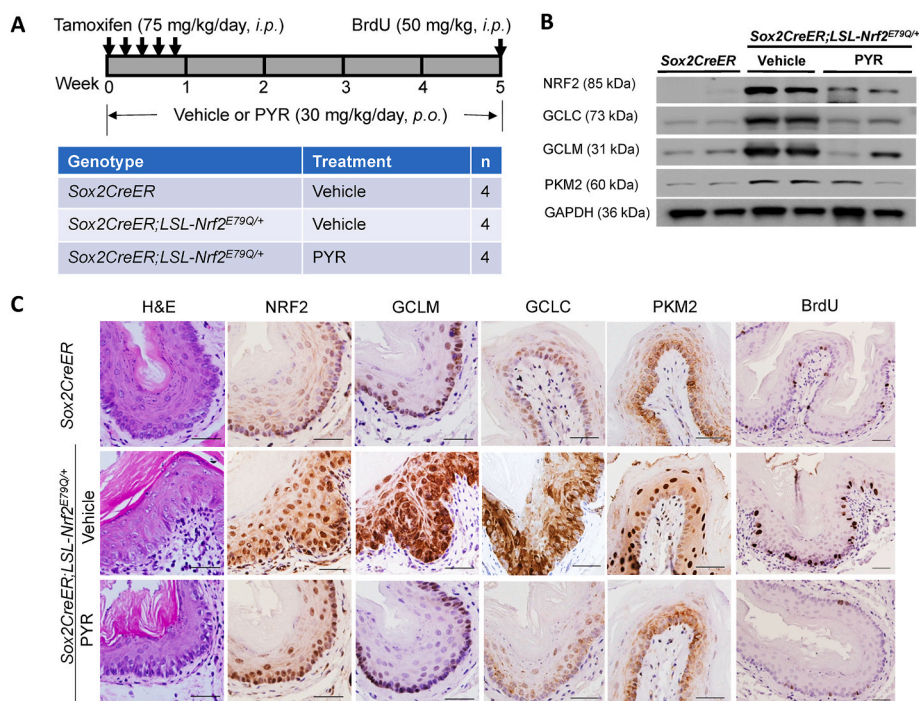 A
Tamoxifen (75 mg/kg/day, i.p.)
BrdU (50 mg/kg, i.p.)
Week 0 1 2 3 4 5
Vehicle or PYR (30 mg/kg/day, p.o.)
Genotype Treatment n
Sox2CreER Vehicle 4
Sox2CreER;LSL-Nrf2E79Q/+ Vehicle 4
Sox2CreER;LSL-Nrf2E79Q/+ PYR 4
B
Sox2CreER;LSL-Nrf2E79Q/+
Sox2CreER Vehicle PYR
NRF2 (85 kDa)
GCLC (73 kDa)
GCLM (31 kDa)
PKM2 (60 kDa)
GAPDH (36 kDa)
C
H&E NRF2 GCLM GCLC PKM2 BrdU
Sox2CreER
Sox2CreER;LSL-Nrf2E79Q/+
Vehicle
PYR